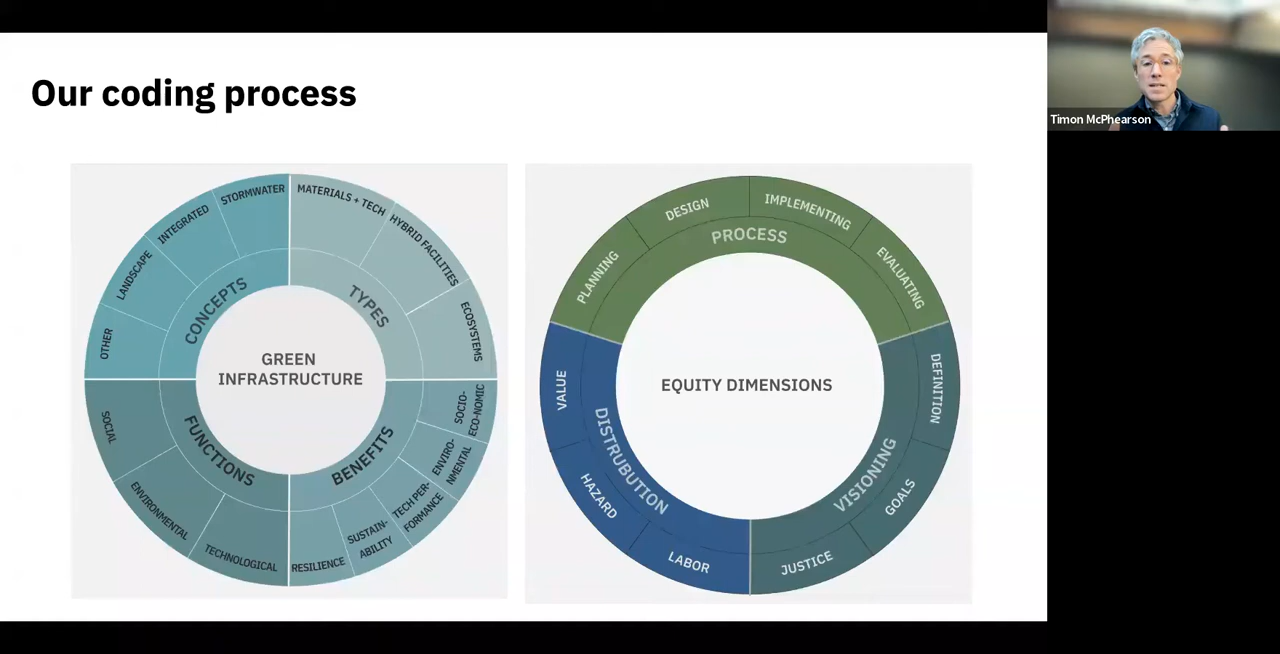 Our coding process
Timon McPhearson
GREEN
INFRASTRUCTURE
CONCEPTS
OTHER
LANDSCAPE
INTEGRATED
STORMWATER
TYPES
MATERIALS + TECH
HYBRID FACILITIES
ECOSYSTEMS
BENEFITS
SOCIO-
ECO-NOMIC
ENVIRO-
NMENTAL
TECH PER-
FORMANCE
SUSTAIN-
ABILITY
RESILIENCE
FUNCTIONS
TECHNOLOGICAL
ENVIRONMENTAL
SOCIAL
EQUITY DIMENSIONS
PROCESS
PLANNING
DESIGN
IMPLEMENTING
EVALUATING
VISIONING
DEFINITION
GOALS
JUSTICE
DISTRUBUTION
LABOR
HAZARD
VALUE